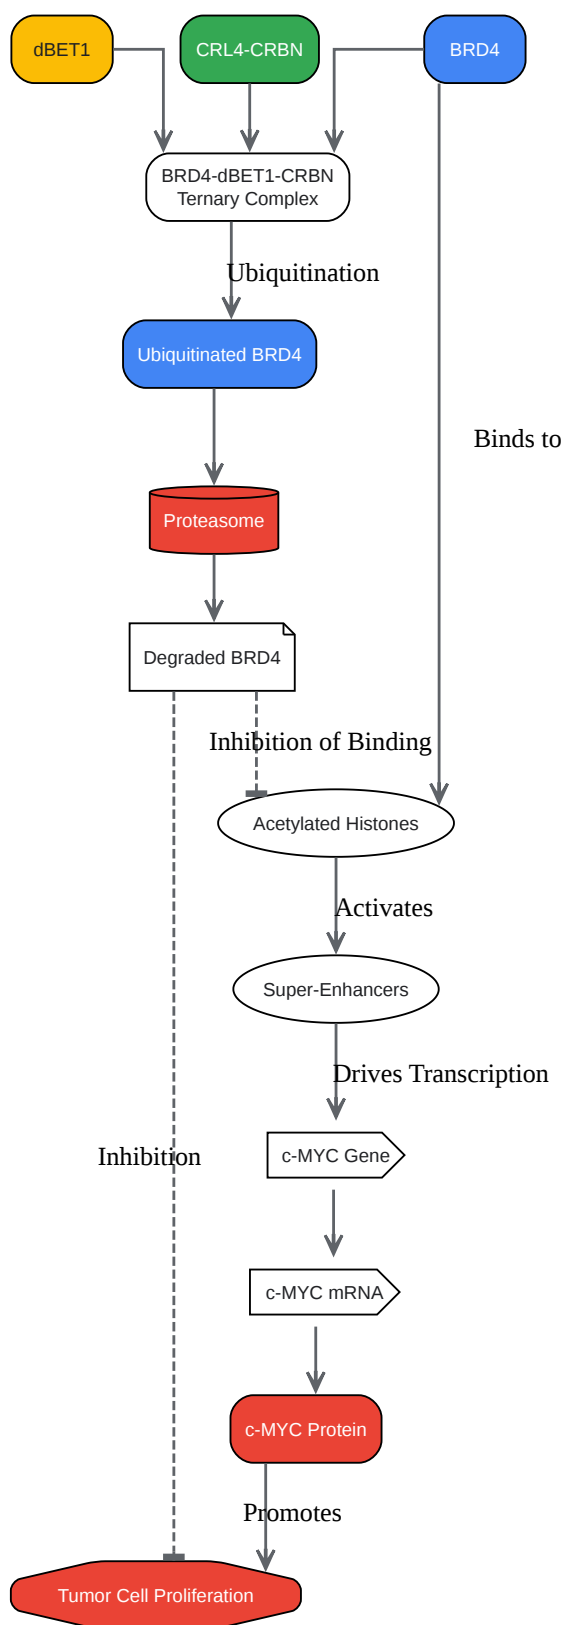 dBET1
CRL4-CRBN
BRD4
BRD4-dBET1-CRBN
Ternary Complex
Ubiquitination
Ubiquitinated BRD4
Binds to
Proteasome
Degraded BRD4
Inhibition of Binding
Acetylated Histones
Activates
Super-Enhancers
Drives Transcription
c-MYC Gene
Inhibition
c-MYC mRNA
c-MYC Protein
Promotes
Tumor Cell Proliferation